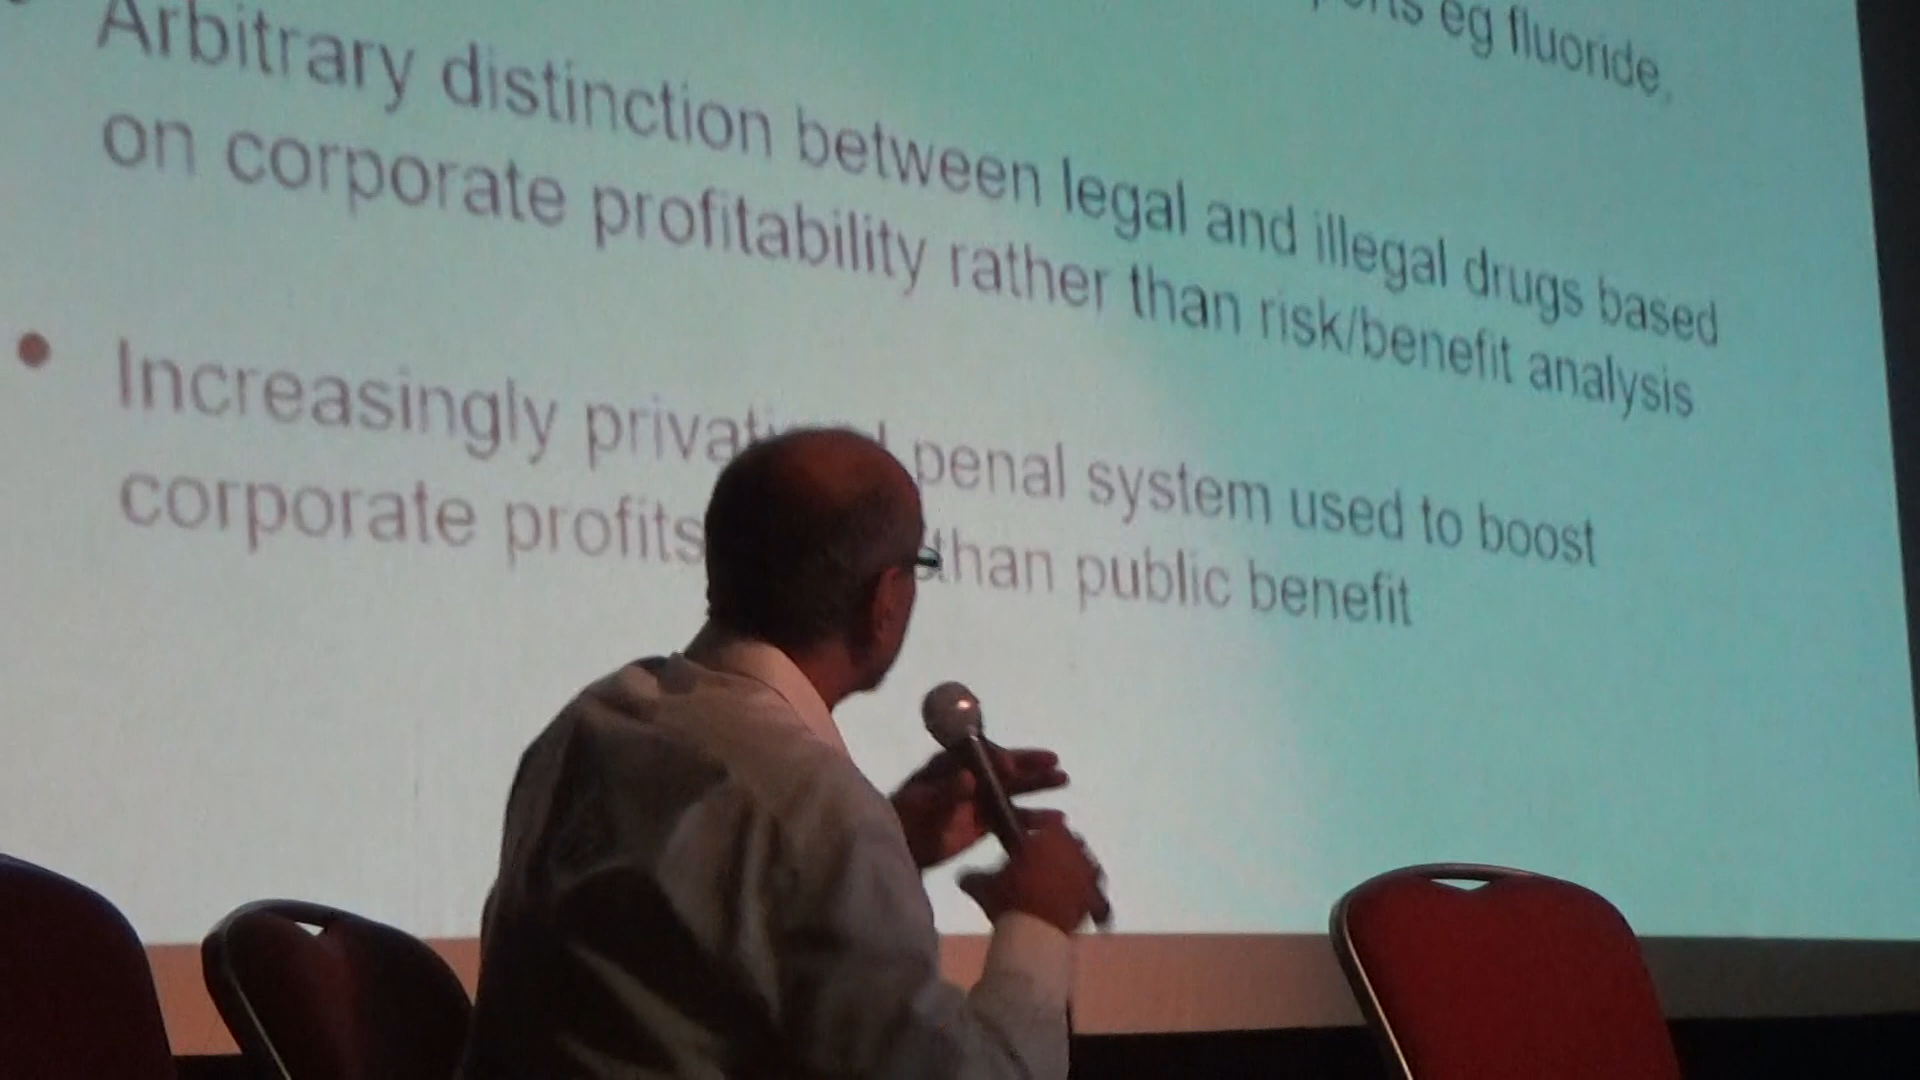 eg fluoride,
Arbitrary distinction between legal and illegal drugs based
on corporate profitability rather than risk/benefit analysis
• Increasingly penal system used to boost
corporate profits than public benefit